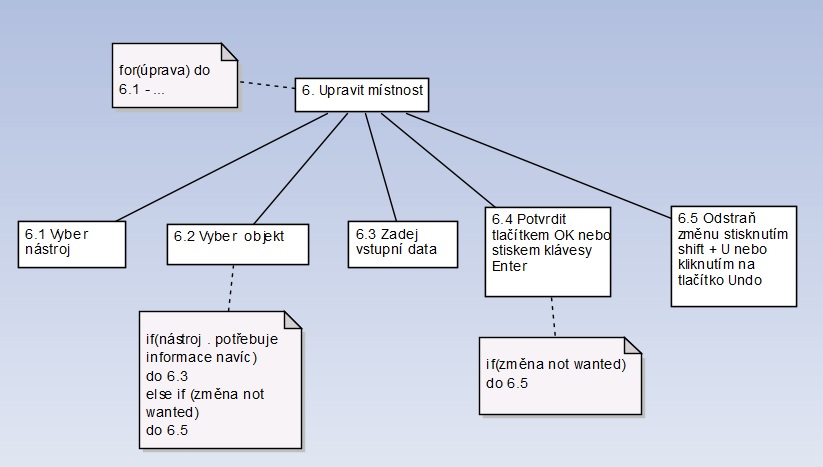 for(úprava) do
6.1 - ...
6. Upravit místnost
6.1 Vyber
nástroj
6.2 Vyber objekt
6.3 Zadej
vstupní data
6.4 Potvrdit
tlačítkem OK nebo
stiskem klávesy
Enter
6.5 Odstraň
změnu stisknutím
shift + U nebo
kliknutím na
tlačítko Undo
if(nástroj . potřebuje
informace navíc)
do 6.3
else if (změna not
wanted)
do 6.5
if(změna not wanted)
do 6.5